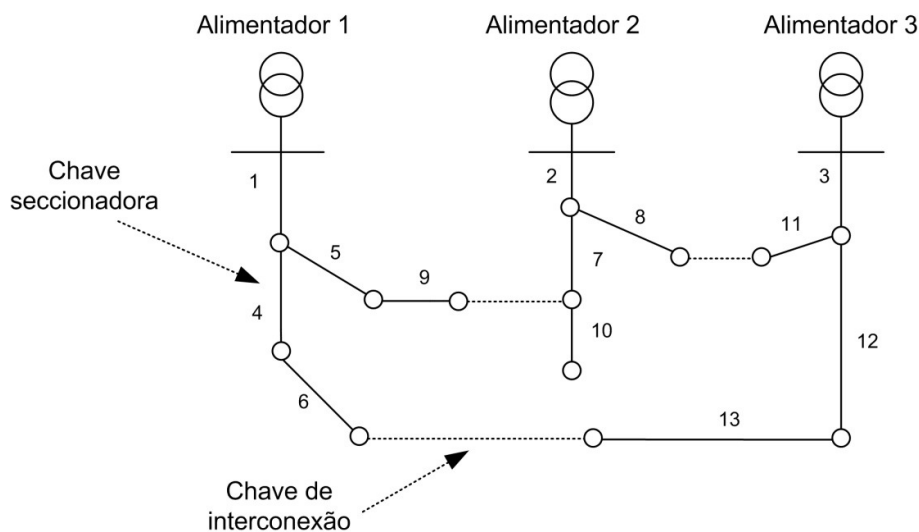 Alimentador 1
Alimentador 2
Alimentador 3
Chave
seccionadora
1
2
3
5
8
11
7
4
9
10
12
6
13
Chave de
interconexão